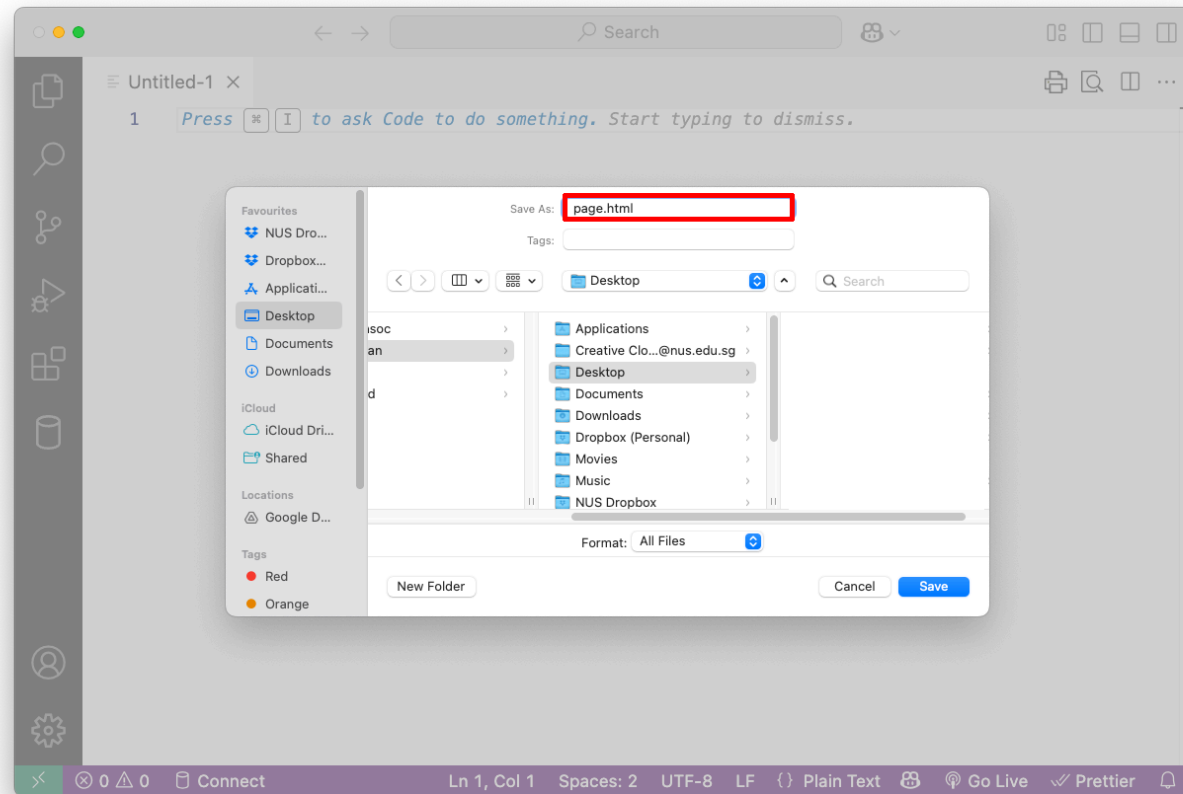 Search
Untitled-1
1 Press ⌘ I to ask Code to do something. Start typing to dismiss.
Save As: page.html
Tags:
Desktop
Search
Favourites
NUS Dro...
Dropbox...
Applicati...
Desktop
Documents
Downloads
iCloud
iCloud Dri...
Shared
Locations
Google D...
Tags
Red
Orange
soc
an
d
Applications
Creative Clo...@nus.edu.sg
Desktop
Documents
Downloads
Dropbox (Personal)
Movies
Music
NUS Dropbox
Format: All Files
New Folder
Cancel
Save
0 0 Connect Ln 1, Col 1 Spaces: 2 UTF-8 LF {} Plain Text Go Live Prettier